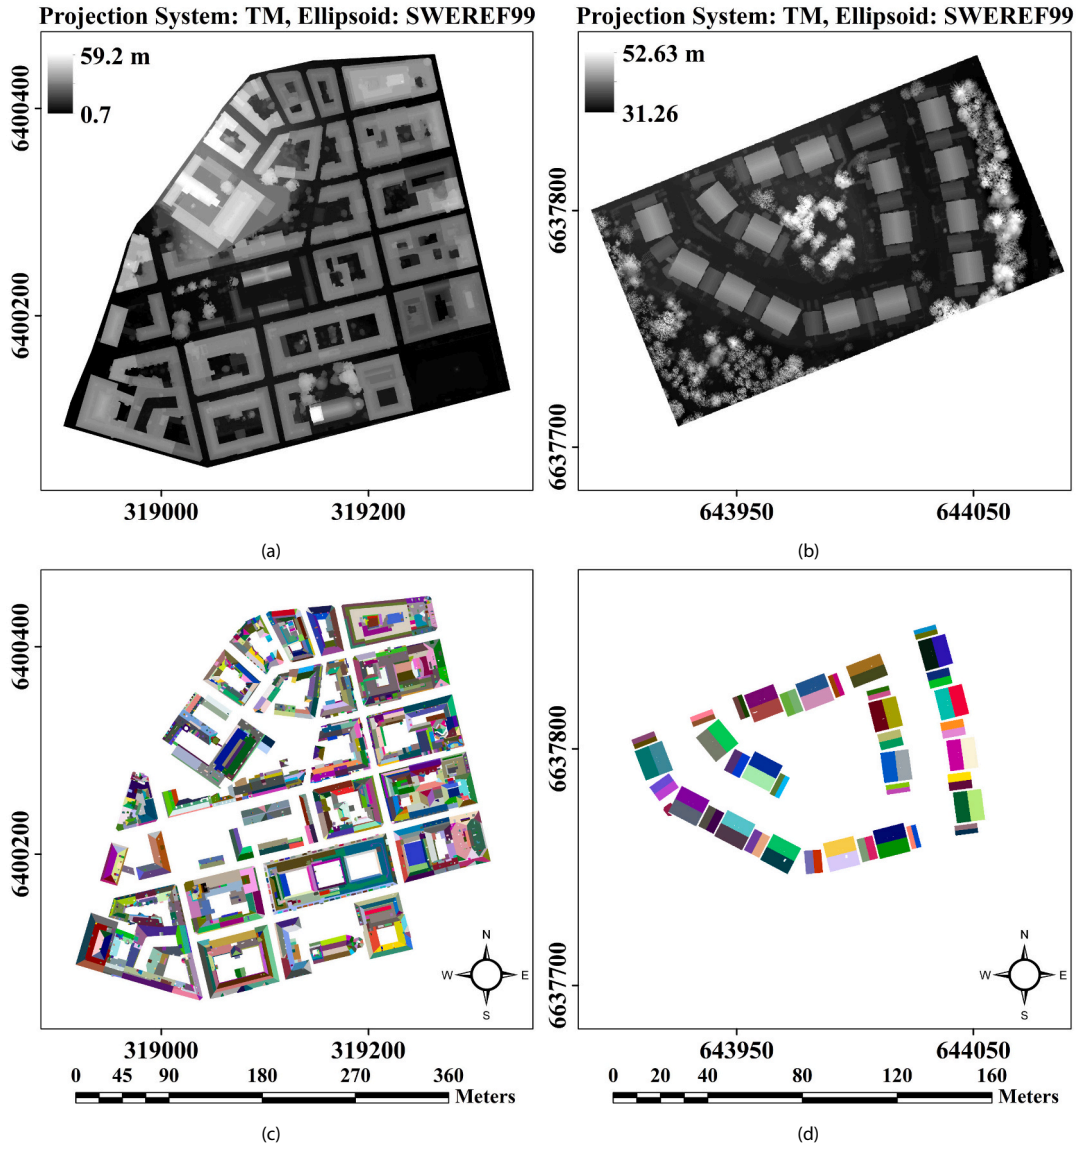 Projection System: TM, Ellipsoid: SWEREF99
59.2 m
0.7
6400400
6400200
319000 319200
(a)
Projection System: TM, Ellipsoid: SWEREF99
52.63 m
31.26
6637800
6637700
643950 644050
(b)
6400400
6400200
N
W E
S
319000 319200
0 45 90 180 270 360
Meters
(c)
6637800
6637700
N
W E
S
643950 644050
0 20 40 80 120 160
Meters
(d)